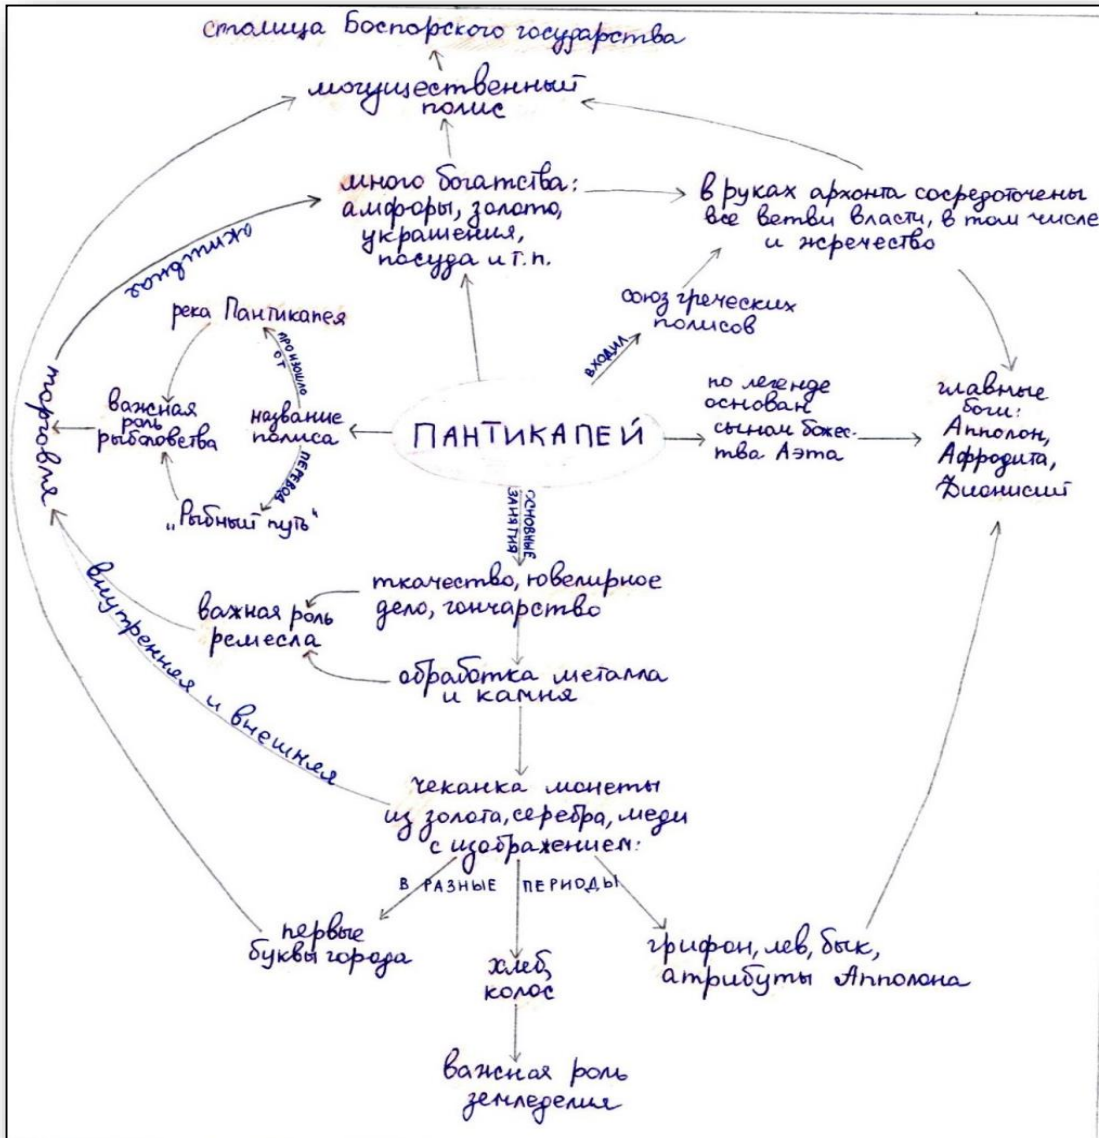 столица Боспорского государства
могущественный
полис
много богатства:
амфоры, золото,
украшения,
посуда и т.п.
в руках архонта сосредоточены
все ветви власти, в том числе
и жречество
активная
союз греческих
полисов
входил
река Пантикапея
произошло
от
торговля
важная
роль
рыболовства
название
полиса
перевод
„Рыбный путь“
ПАНТИКАПЕЙ
по легенде
основан
сыном божес-
тва Аэта
главные
боги:
Апполон,
Афродита,
Дионисий
основные
занятия
ткачество, ювелирное
дело, гончарство
важная роль
ремесла
обработка металла
и камня
внутренняя и внешняя
чеканка монеты
из золота, серебра, меди
с изображением:
В РАЗНЫЕ ПЕРИОДЫ
первые
буквы города
хлеб,
колос
грифон, лев, бык,
атрибуты Апполона
важная роль
земледелия